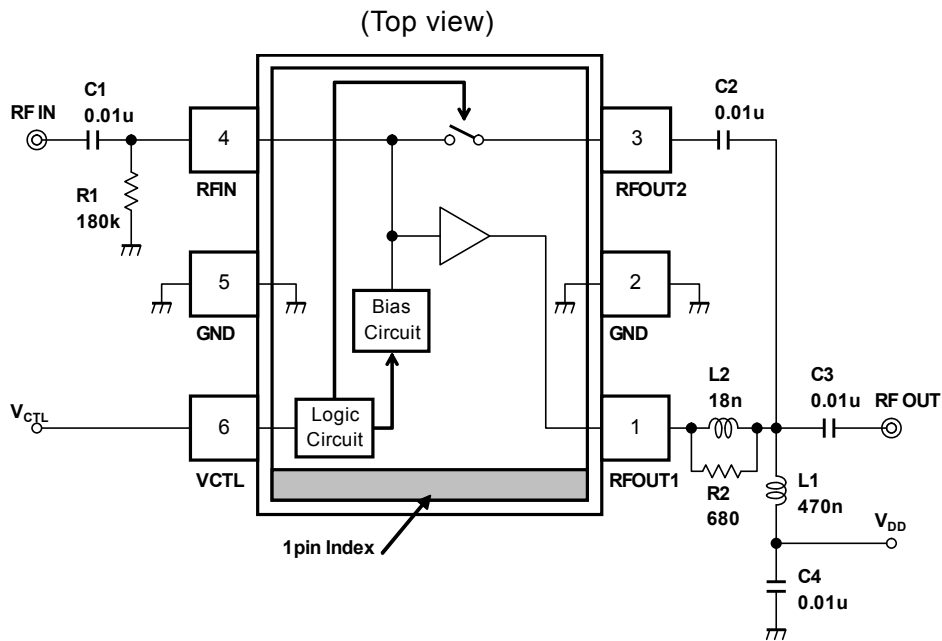 (Top view)
C1
0.01u
RF IN
R1
180k
4
RFIN
5
GND
VCTL
6
VCTL
Bias
Circuit
Logic
Circuit
1pin Index
3
RFOUT2
C2
0.01u
2
GND
1
RFOUT1
L2
18n
R2
680
C3
0.01u
RF OUT
L1
470n
VDD
C4
0.01u